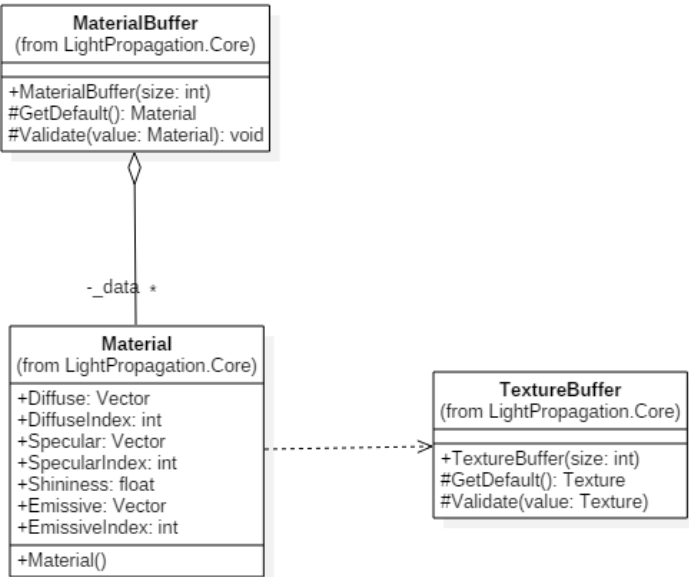 MaterialBuffer
(from LightPropagation.Core)
+MaterialBuffer(size: int)
#GetDefault(): Material
#Validate(value: Material): void
-_data *
Material
(from LightPropagation.Core)
+Diffuse: Vector
+DiffuseIndex: int
+Specular: Vector
+SpecularIndex: int
+Shininess: float
+Emissive: Vector
+EmissiveIndex: int
+Material()
TextureBuffer
(from LightPropagation.Core)
+TextureBuffer(size: int)
#GetDefault(): Texture
#Validate(value: Texture)